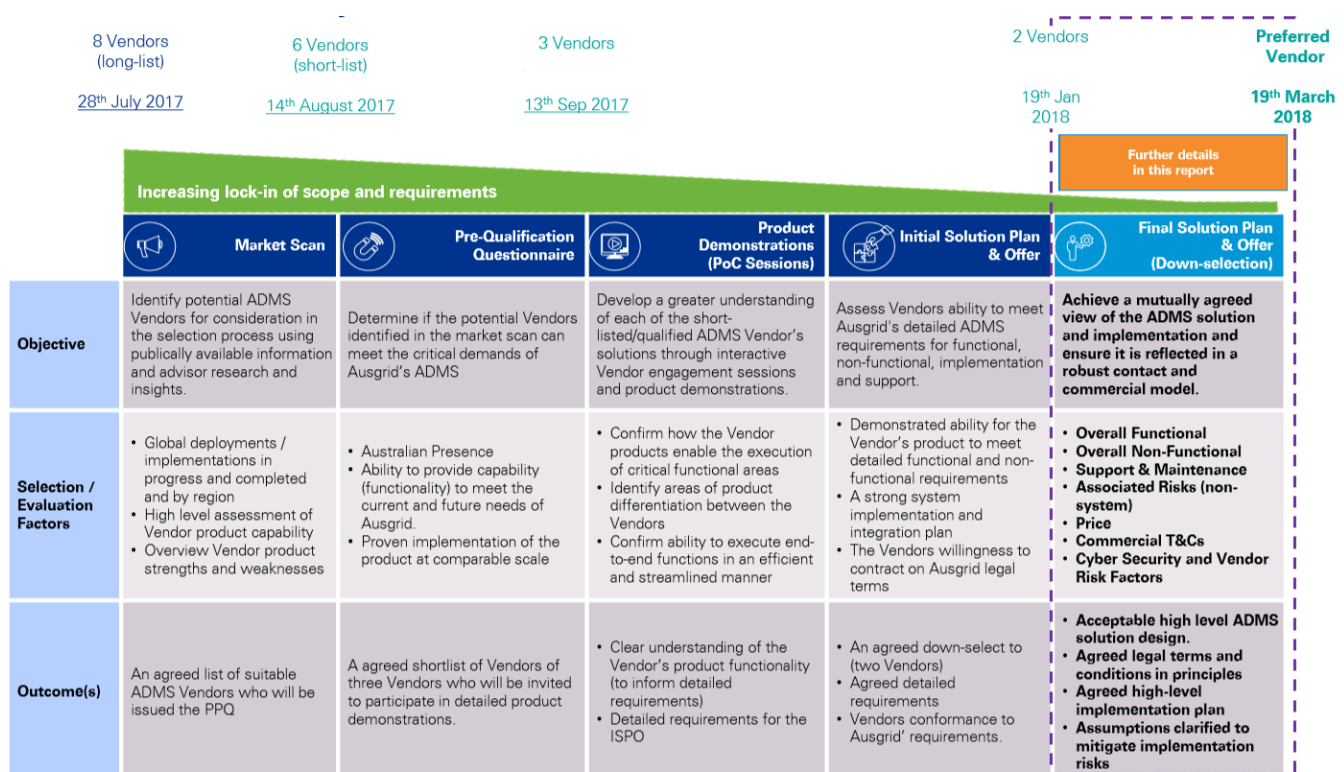 8 Vendors
(long-list)
28th July 2017
6 Vendors
(short-list)
14th August 2017
3 Vendors
13th Sep 2017
2 Vendors
19th Jan
2018
Preferred
Vendor
19th March
2018
Further details
in this report
Increasing lock-in of scope and requirements
Market Scan
Pre-Qualification
Questionnaire
Product
Demonstrations
(PoC Sessions)
Initial Solution Plan
& Offer
Final Solution Plan
& Offer
(Down-selection)
Objective
Identify potential ADMS
Vendors for consideration in
the selection process using
publically available information
and advisor research and
insights.
Determine if the potential Vendors
identified in the market scan can
meet the critical demands of
Ausgrid's ADMS
Develop a greater understanding
of each of the short-
listed/qualified ADMS Vendor's
solutions through interactive
Vendor engagement sessions
and product demonstrations.
Assess Vendors ability to meet
Ausgrid's detailed ADMS
requirements for functional,
non-functional, implementation
and support.
Achieve a mutually agreed
view of the ADMS solution
and implementation and
ensure it is reflected in a
robust contact and
commercial model.
Selection /
Evaluation
Factors
• Global deployments /
implementations in
progress and completed
and by region
• High level assessment of
Vendor product capability
• Overview Vendor product
strengths and weaknesses
• Australian Presence
• Ability to provide capability
(functionality) to meet the
current and future needs of
Ausgrid.
• Proven implementation of the
product at comparable scale
• Confirm how the Vendor
products enable the execution
of critical functional areas
• Identify areas of product
differentiation between the
Vendors
• Confirm ability to execute end-
to-end functions in an efficient
and streamlined manner
• Demonstrated ability for the
Vendor's product to meet
detailed functional and non-
functional requirements
• A strong system
implementation and
integration plan
• The Vendors willingness to
contract on Ausgrid legal
terms
• Overall Functional
• Overall Non-Functional
• Support & Maintenance
• Associated Risks (non-
system)
• Price
• Commercial T&Cs
• Cyber Security and Vendor
Risk Factors
Outcome(s)
An agreed list of suitable
ADMS Vendors who will be
issued the PPQ
A agreed shortlist of Vendors of
three Vendors who will be invited
to participate in detailed product
demonstrations.
• Clear understanding of the
Vendor's product functionality
(to inform detailed
requirements)
• Detailed requirements for the
ISPO
• An agreed down-select to
(two Vendors)
• Agreed detailed
requirements
• Vendors conformance to
Ausgrid' requirements.
• Acceptable high level ADMS
solution design.
• Agreed legal terms and
conditions in principles
• Agreed high-level
implementation plan
• Assumptions clarified to
mitigate implementation
risks